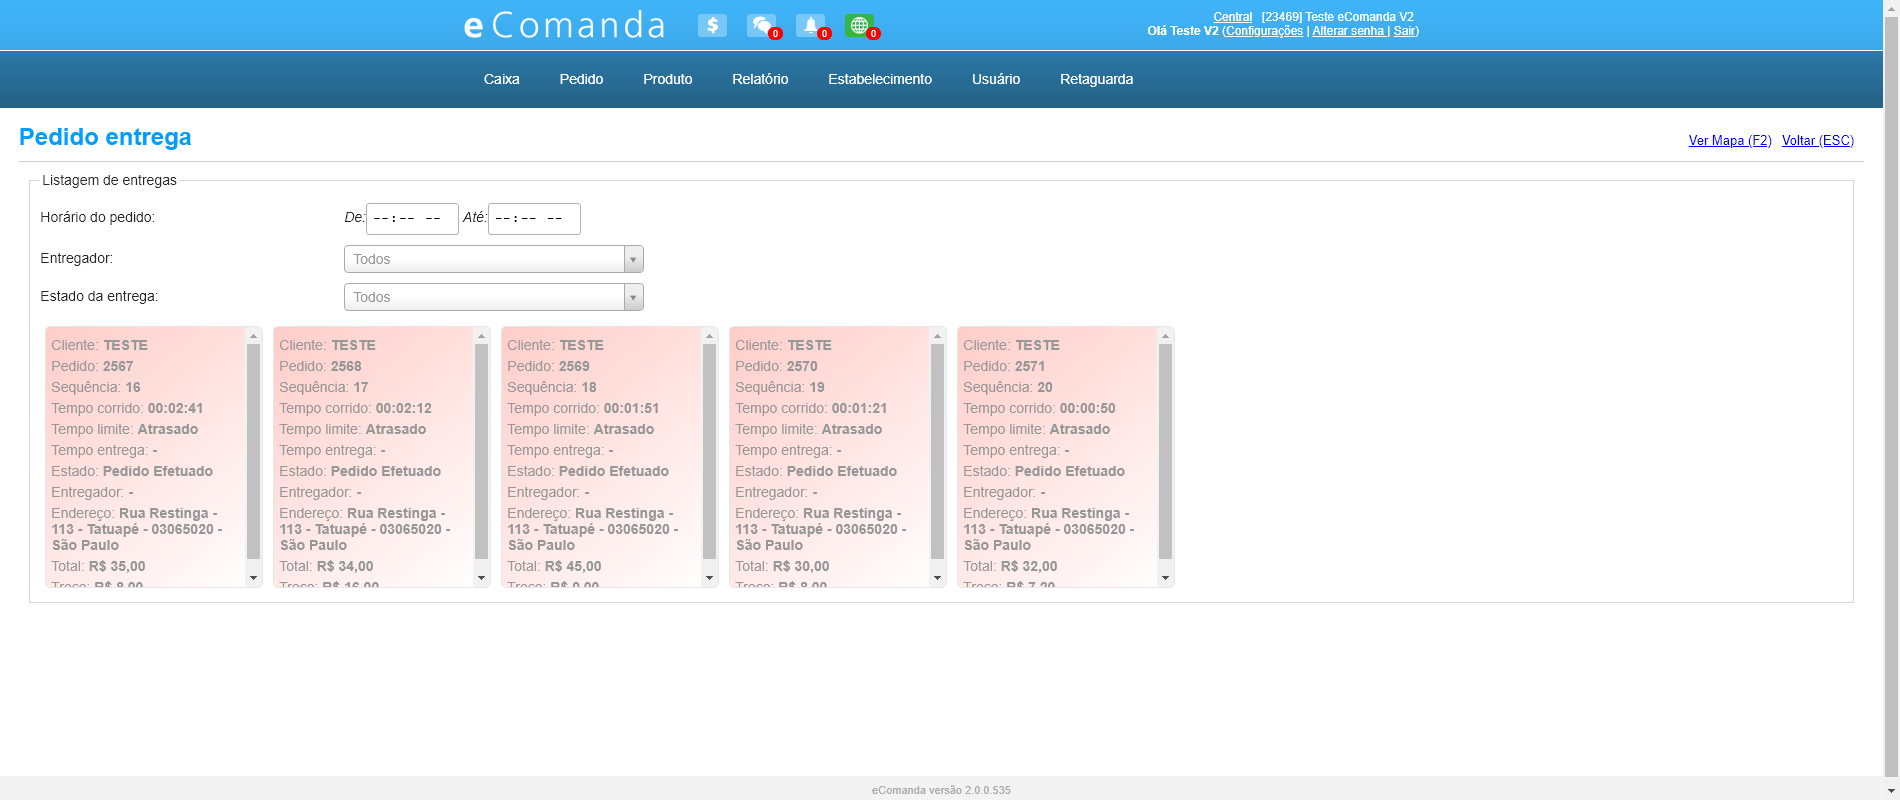 eComanda
$
0
0
0
Central [23469] Teste eComanda V2
Olá Teste V2 (Configurações | Alterar senha | Sair)
Caixa Pedido Produto Relatório Estabelecimento Usuário Retaguarda
Pedido entrega
Ver Mapa (F2) Voltar (ESC)
Listagem de entregas
Horário do pedido: De: --:-- -- Até: --:-- --
Entregador: Todos
Estado da entrega: Todos
Cliente: TESTE
Pedido: 2567
Sequência: 16
Tempo corrido: 00:02:41
Tempo limite: Atrasado
Tempo entrega: -
Estado: Pedido Efetuado
Entregador: -
Endereço: Rua Restinga -
113 - Tatuapé - 03065020 -
São Paulo
Total: R$ 35,00
Troco: R$ 8,00
Cliente: TESTE
Pedido: 2568
Sequência: 17
Tempo corrido: 00:02:12
Tempo limite: Atrasado
Tempo entrega: -
Estado: Pedido Efetuado
Entregador: -
Endereço: Rua Restinga -
113 - Tatuapé - 03065020 -
São Paulo
Total: R$ 34,00
Troco: R$ 16,00
Cliente: TESTE
Pedido: 2569
Sequência: 18
Tempo corrido: 00:01:51
Tempo limite: Atrasado
Tempo entrega: -
Estado: Pedido Efetuado
Entregador: -
Endereço: Rua Restinga -
113 - Tatuapé - 03065020 -
São Paulo
Total: R$ 45,00
Troco: R$ 0,00
Cliente: TESTE
Pedido: 2570
Sequência: 19
Tempo corrido: 00:01:21
Tempo limite: Atrasado
Tempo entrega: -
Estado: Pedido Efetuado
Entregador: -
Endereço: Rua Restinga -
113 - Tatuapé - 03065020 -
São Paulo
Total: R$ 30,00
Troco: R$ 8,00
Cliente: TESTE
Pedido: 2571
Sequência: 20
Tempo corrido: 00:00:50
Tempo limite: Atrasado
Tempo entrega: -
Estado: Pedido Efetuado
Entregador: -
Endereço: Rua Restinga -
113 - Tatuapé - 03065020 -
São Paulo
Total: R$ 32,00
Troco: R$ 7,20
eComanda versão 2.0.0.535